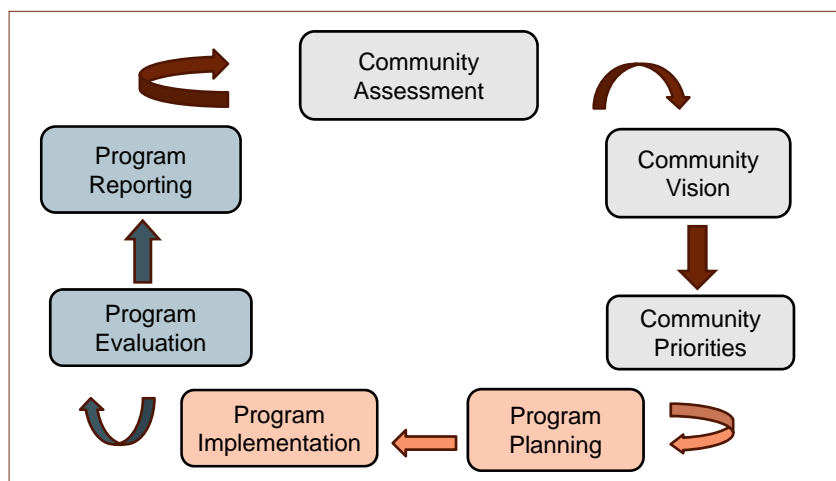 Community
Assessment
Community
Vision
Community
Priorities
Program
Planning
Program
Implementation
Program
Evaluation
Program
Reporting